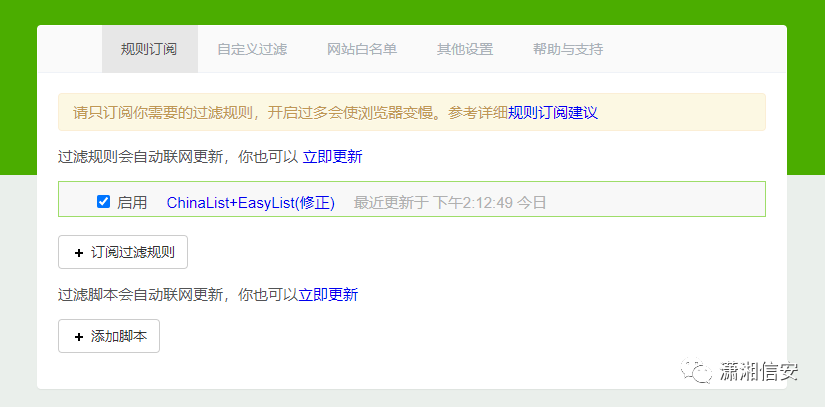 规则订阅 自定义过滤 网站白名单 其他设置 帮助与支持
请只订阅你需要的过滤规则，开启过多会使浏览器变慢。参考详细规则订阅建议
过滤规则会自动联网更新，你也可以 立即更新
启用 ChinaList+EasyList(修正) 最近更新于 下午2:12:49 今日
+ 订阅过滤规则
过滤脚本会自动联网更新，你也可以立即更新
+ 添加脚本
潇湘信安